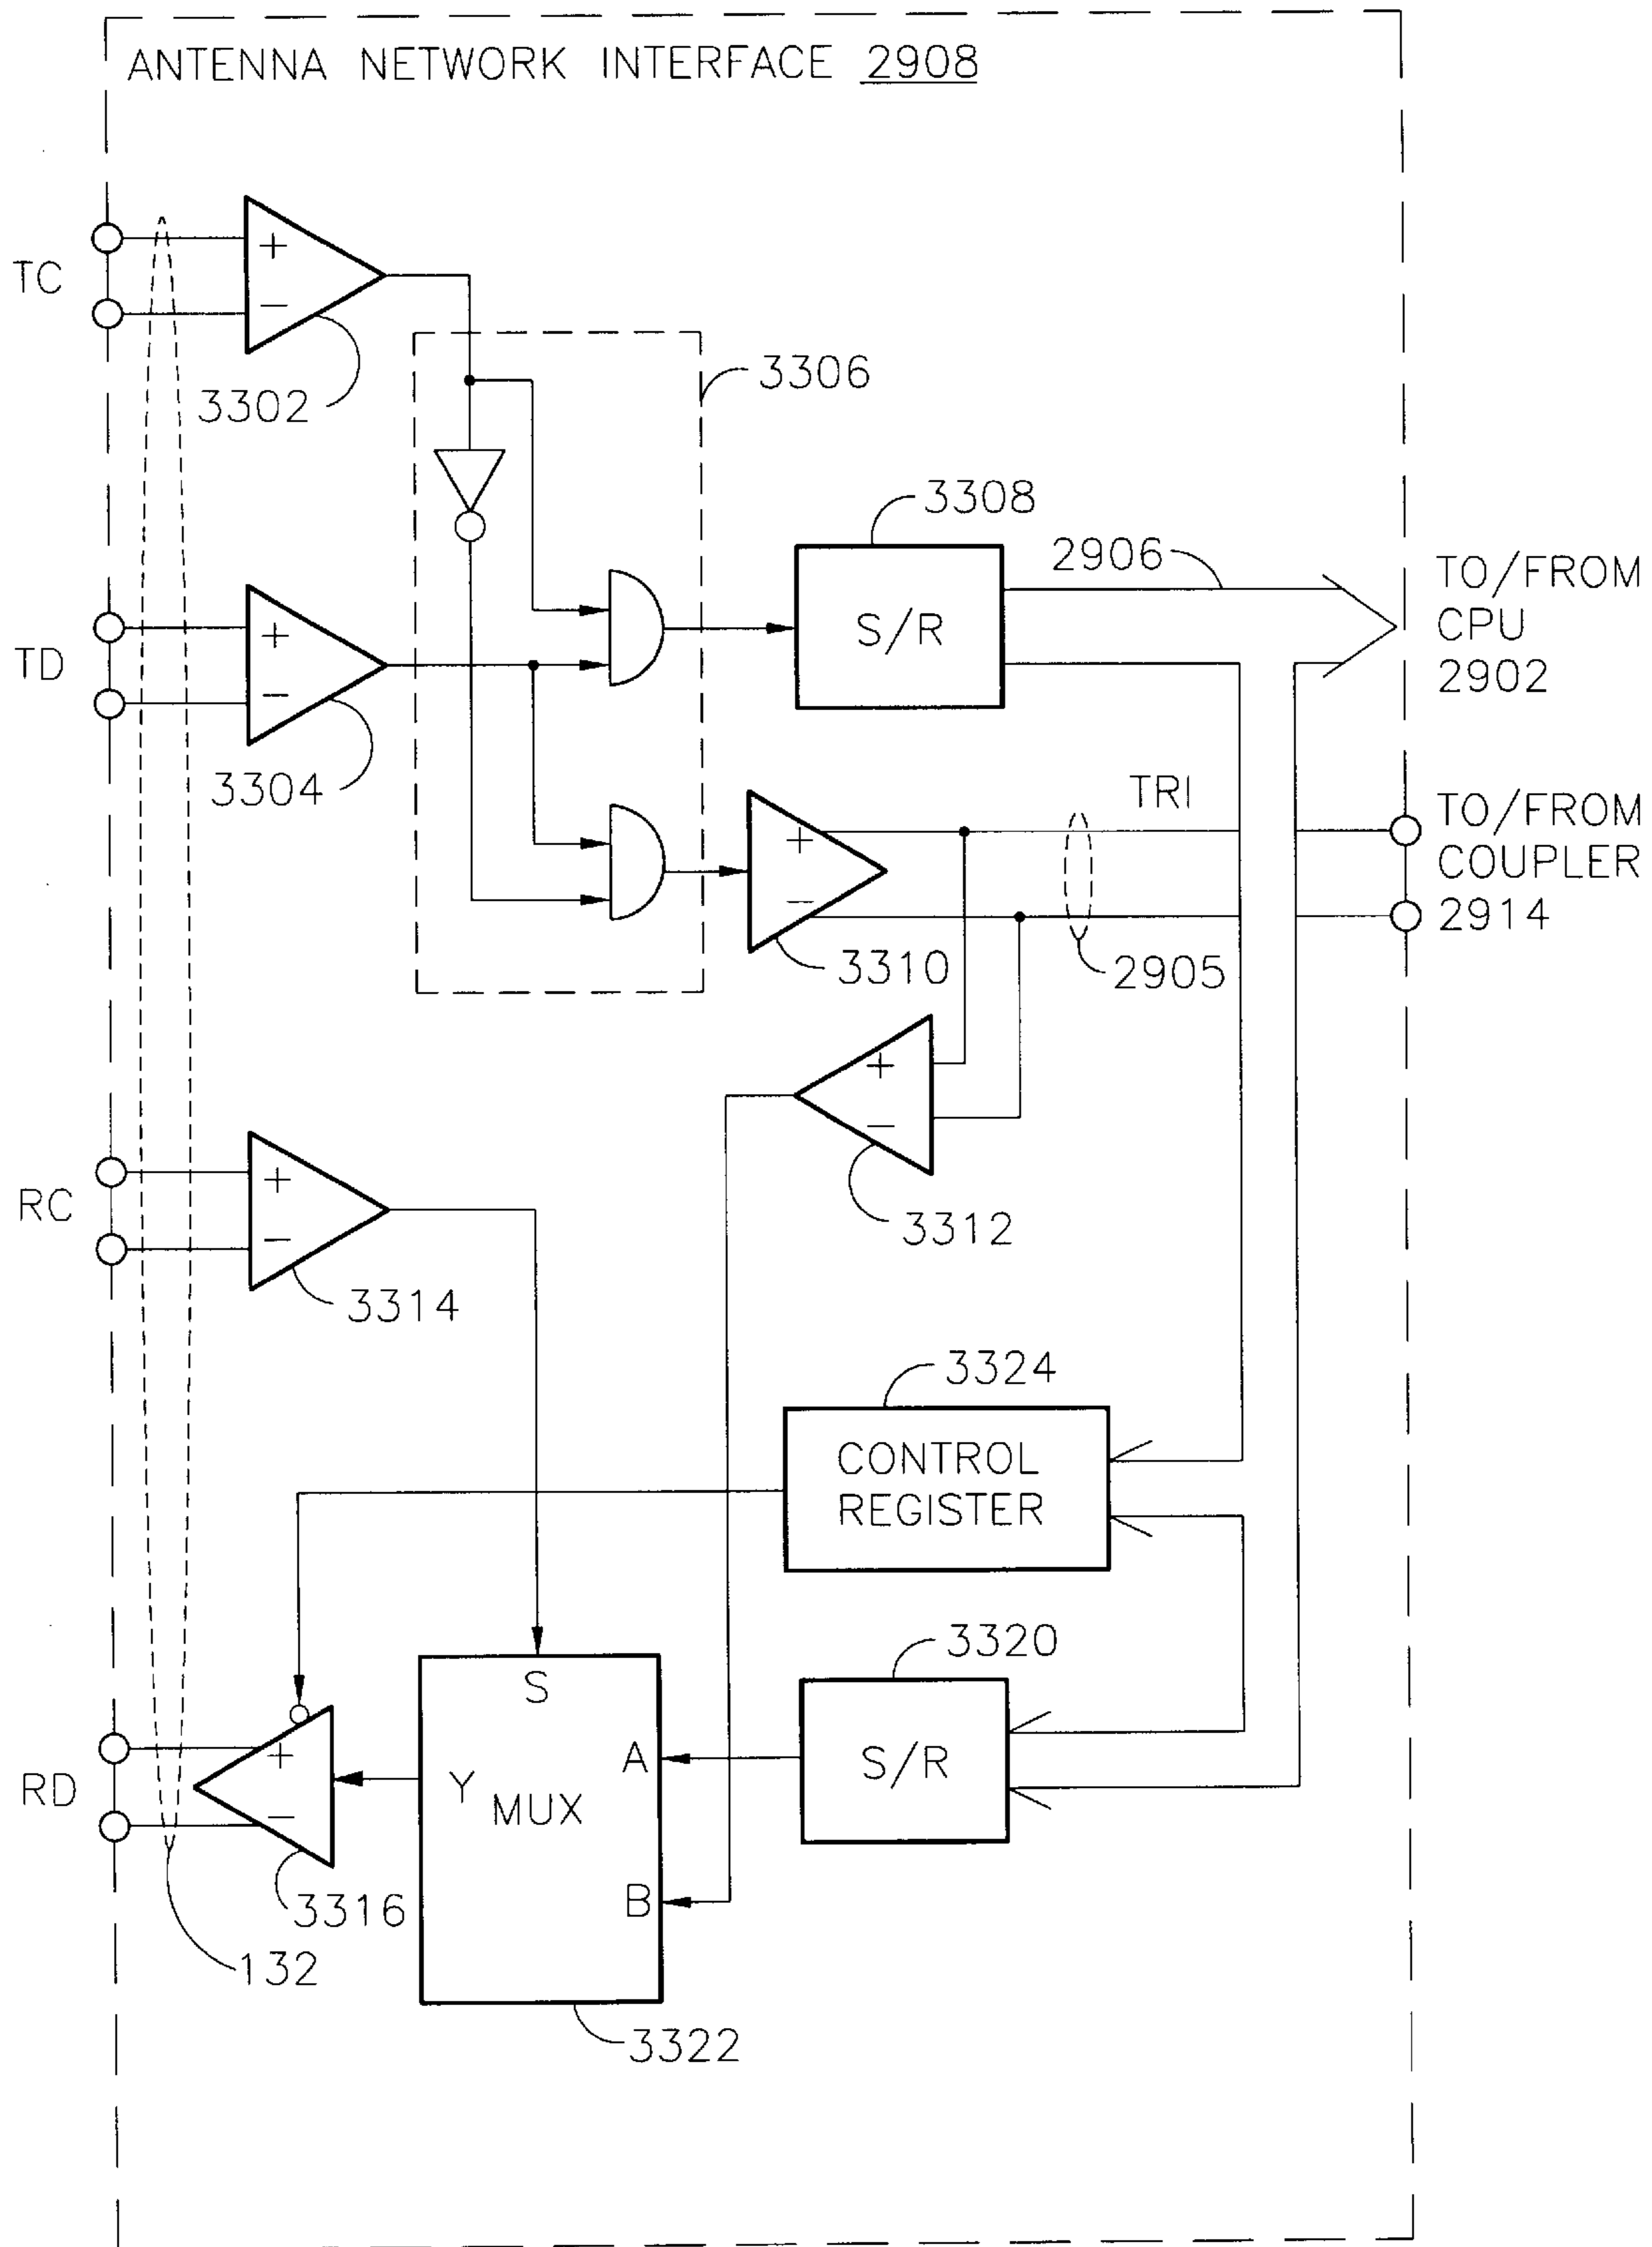 ANTENNA NETWORK INTERFACE 2908
TC
+
−
3302
3306
TD
+
−
3304
3308
S/R
2906
TO/FROM
CPU
2902
TRI
+
−
3310
2905
TO/FROM
COUPLER
2914
+
−
3312
RC
+
−
3314
3324
CONTROL
REGISTER
3320
S/R
S
A
Y
MUX
B
RD
+
−
3316
132
3322